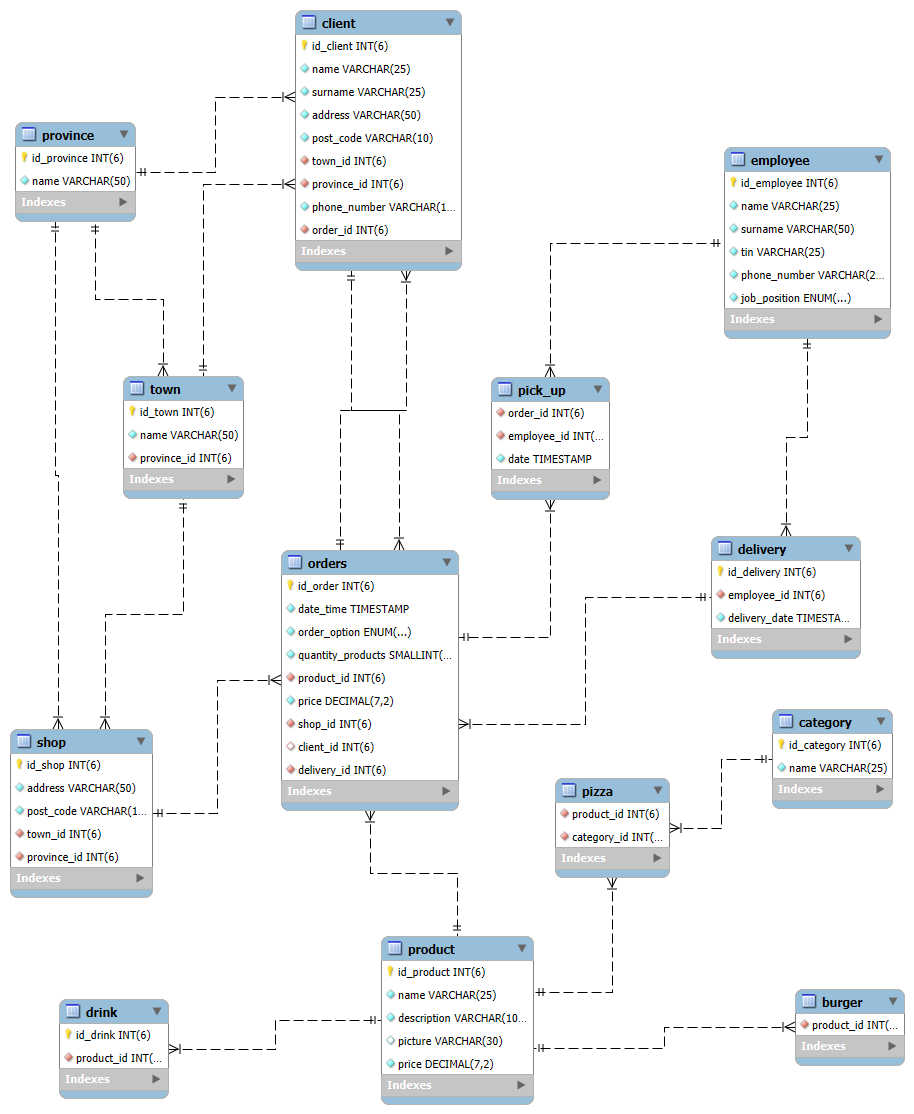 client
id_client INT(6)
name VARCHAR(25)
surname VARCHAR(25)
address VARCHAR(50)
post_code VARCHAR(10)
town_id INT(6)
province_id INT(6)
phone_number VARCHAR(1...
order_id INT(6)
Indexes
province
id_province INT(6)
name VARCHAR(50)
Indexes
employee
id_employee INT(6)
name VARCHAR(25)
surname VARCHAR(50)
tin VARCHAR(25)
phone_number VARCHAR(2...
job_position ENUM(...)
Indexes
town
id_town INT(6)
name VARCHAR(50)
province_id INT(6)
Indexes
pick_up
order_id INT(6)
employee_id INT(...
date TIMESTAMP
Indexes
orders
id_order INT(6)
date_time TIMESTAMP
order_option ENUM(...)
quantity_products SMALLINT(...
product_id INT(6)
price DECIMAL(7,2)
shop_id INT(6)
client_id INT(6)
delivery_id INT(6)
Indexes
delivery
id_delivery INT(6)
employee_id INT(6)
delivery_date TIMESTA...
Indexes
shop
id_shop INT(6)
address VARCHAR(50)
post_code VARCHAR(1...
town_id INT(6)
province_id INT(6)
Indexes
category
id_category INT(6)
name VARCHAR(25)
Indexes
pizza
product_id INT(6)
category_id INT(...
Indexes
product
id_product INT(6)
name VARCHAR(25)
description VARCHAR(10...
picture VARCHAR(30)
price DECIMAL(7,2)
Indexes
drink
id_drink INT(6)
product_id INT(...
Indexes
burger
product_id INT(...
Indexes